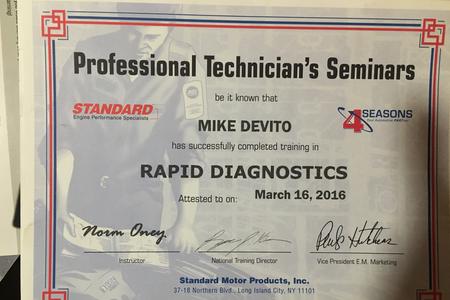 Professional Technician's Seminars
be it known that
STANDARD
Engine Performance Specialists
MIKE DEVITO
4 SEASONS
has successfully completed training in
RAPID DIAGNOSTICS
Attested to on: March 16, 2016
Norm Oney
Instructor
National Training Director
Vice President E.M. Marketing
Standard Motor Products, Inc.
37-18 Northern Blvd., Long Island City, NY 11101